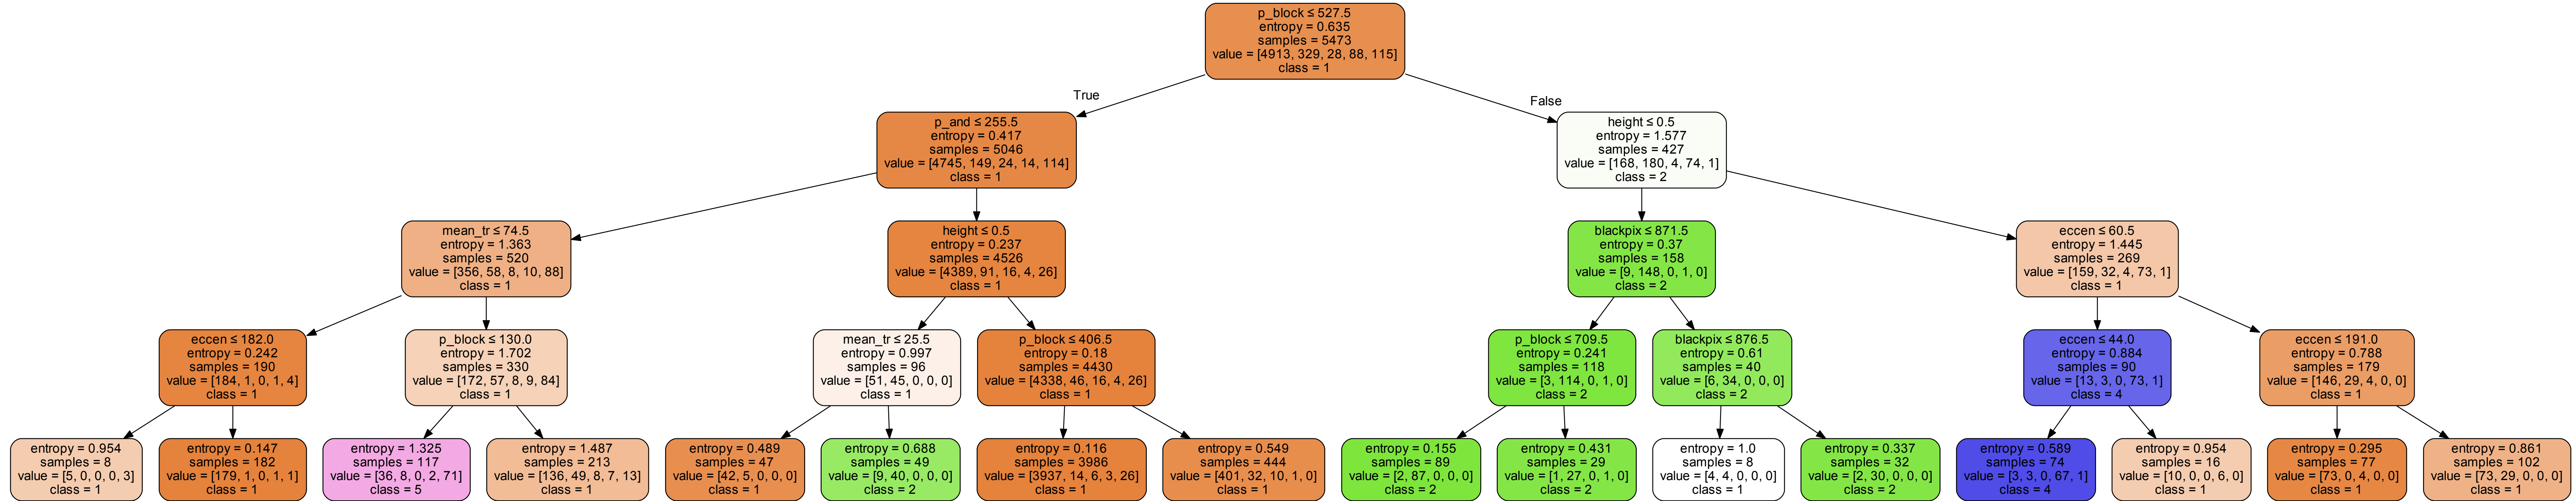 p_block ≤ 527.5
entropy = 0.635
samples = 5473
value = [4913, 329, 28, 88, 115]
class = 1
True
False
p_and ≤ 255.5
entropy = 0.417
samples = 5046
value = [4745, 149, 24, 14, 114]
class = 1
height ≤ 0.5
entropy = 1.577
samples = 427
value = [168, 180, 4, 74, 1]
class = 2
mean_tr ≤ 74.5
entropy = 1.363
samples = 520
value = [356, 58, 8, 10, 88]
class = 1
height ≤ 0.5
entropy = 0.237
samples = 4526
value = [4389, 91, 16, 4, 26]
class = 1
blackpix ≤ 871.5
entropy = 0.37
samples = 158
value = [9, 148, 0, 1, 0]
class = 2
eccen ≤ 60.5
entropy = 1.445
samples = 269
value = [159, 32, 4, 73, 1]
class = 1
eccen ≤ 182.0
entropy = 0.242
samples = 190
value = [184, 1, 0, 1, 4]
class = 1
p_block ≤ 130.0
entropy = 1.702
samples = 330
value = [172, 57, 8, 9, 84]
class = 1
mean_tr ≤ 25.5
entropy = 0.997
samples = 96
value = [51, 45, 0, 0, 0]
class = 1
p_block ≤ 406.5
entropy = 0.18
samples = 4430
value = [4338, 46, 16, 4, 26]
class = 1
p_block ≤ 709.5
entropy = 0.241
samples = 118
value = [3, 114, 0, 1, 0]
class = 2
blackpix ≤ 876.5
entropy = 0.61
samples = 40
value = [6, 34, 0, 0, 0]
class = 2
eccen ≤ 44.0
entropy = 0.884
samples = 90
value = [13, 3, 0, 73, 1]
class = 4
eccen ≤ 191.0
entropy = 0.788
samples = 179
value = [146, 29, 4, 0, 0]
class = 1
entropy = 0.954
samples = 8
value = [5, 0, 0, 0, 3]
class = 1
entropy = 0.147
samples = 182
value = [179, 1, 0, 1, 1]
class = 1
entropy = 1.325
samples = 117
value = [36, 8, 0, 2, 71]
class = 5
entropy = 1.487
samples = 213
value = [136, 49, 8, 7, 13]
class = 1
entropy = 0.489
samples = 47
value = [42, 5, 0, 0, 0]
class = 1
entropy = 0.688
samples = 49
value = [9, 40, 0, 0, 0]
class = 2
entropy = 0.116
samples = 3986
value = [3937, 14, 6, 3, 26]
class = 1
entropy = 0.549
samples = 444
value = [401, 32, 10, 1, 0]
class = 1
entropy = 0.155
samples = 89
value = [2, 87, 0, 0, 0]
class = 2
entropy = 0.431
samples = 29
value = [1, 27, 0, 1, 0]
class = 2
entropy = 1.0
samples = 8
value = [4, 4, 0, 0, 0]
class = 1
entropy = 0.337
samples = 32
value = [2, 30, 0, 0, 0]
class = 2
entropy = 0.589
samples = 74
value = [3, 3, 0, 67, 1]
class = 4
entropy = 0.954
samples = 16
value = [10, 0, 0, 6, 0]
class = 1
entropy = 0.295
samples = 77
value = [73, 0, 4, 0, 0]
class = 1
entropy = 0.861
samples = 102
value = [73, 29, 0, 0, 0]
class = 1